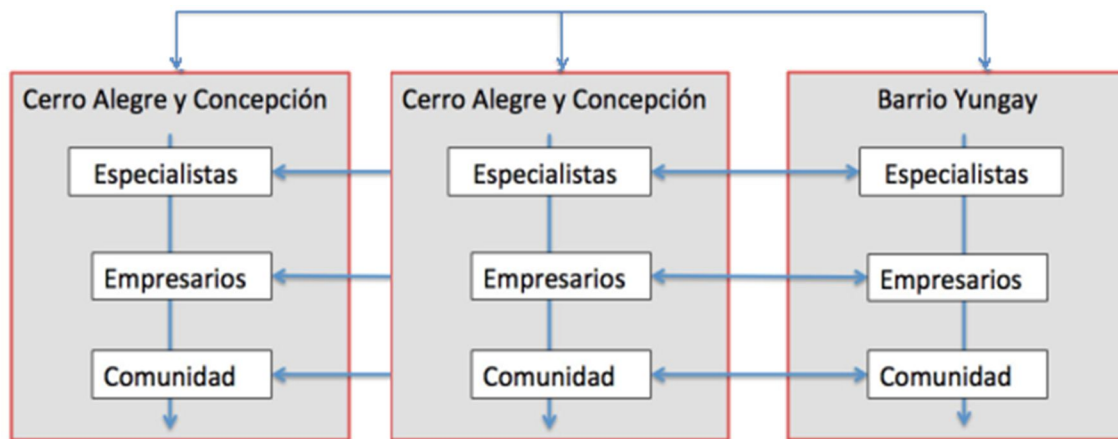 Cerro Alegre y Concepción
Especialistas
Empresarios
Comunidad
Cerro Alegre y Concepción
Especialistas
Empresarios
Comunidad
Barrio Yungay
Especialistas
Empresarios
Comunidad